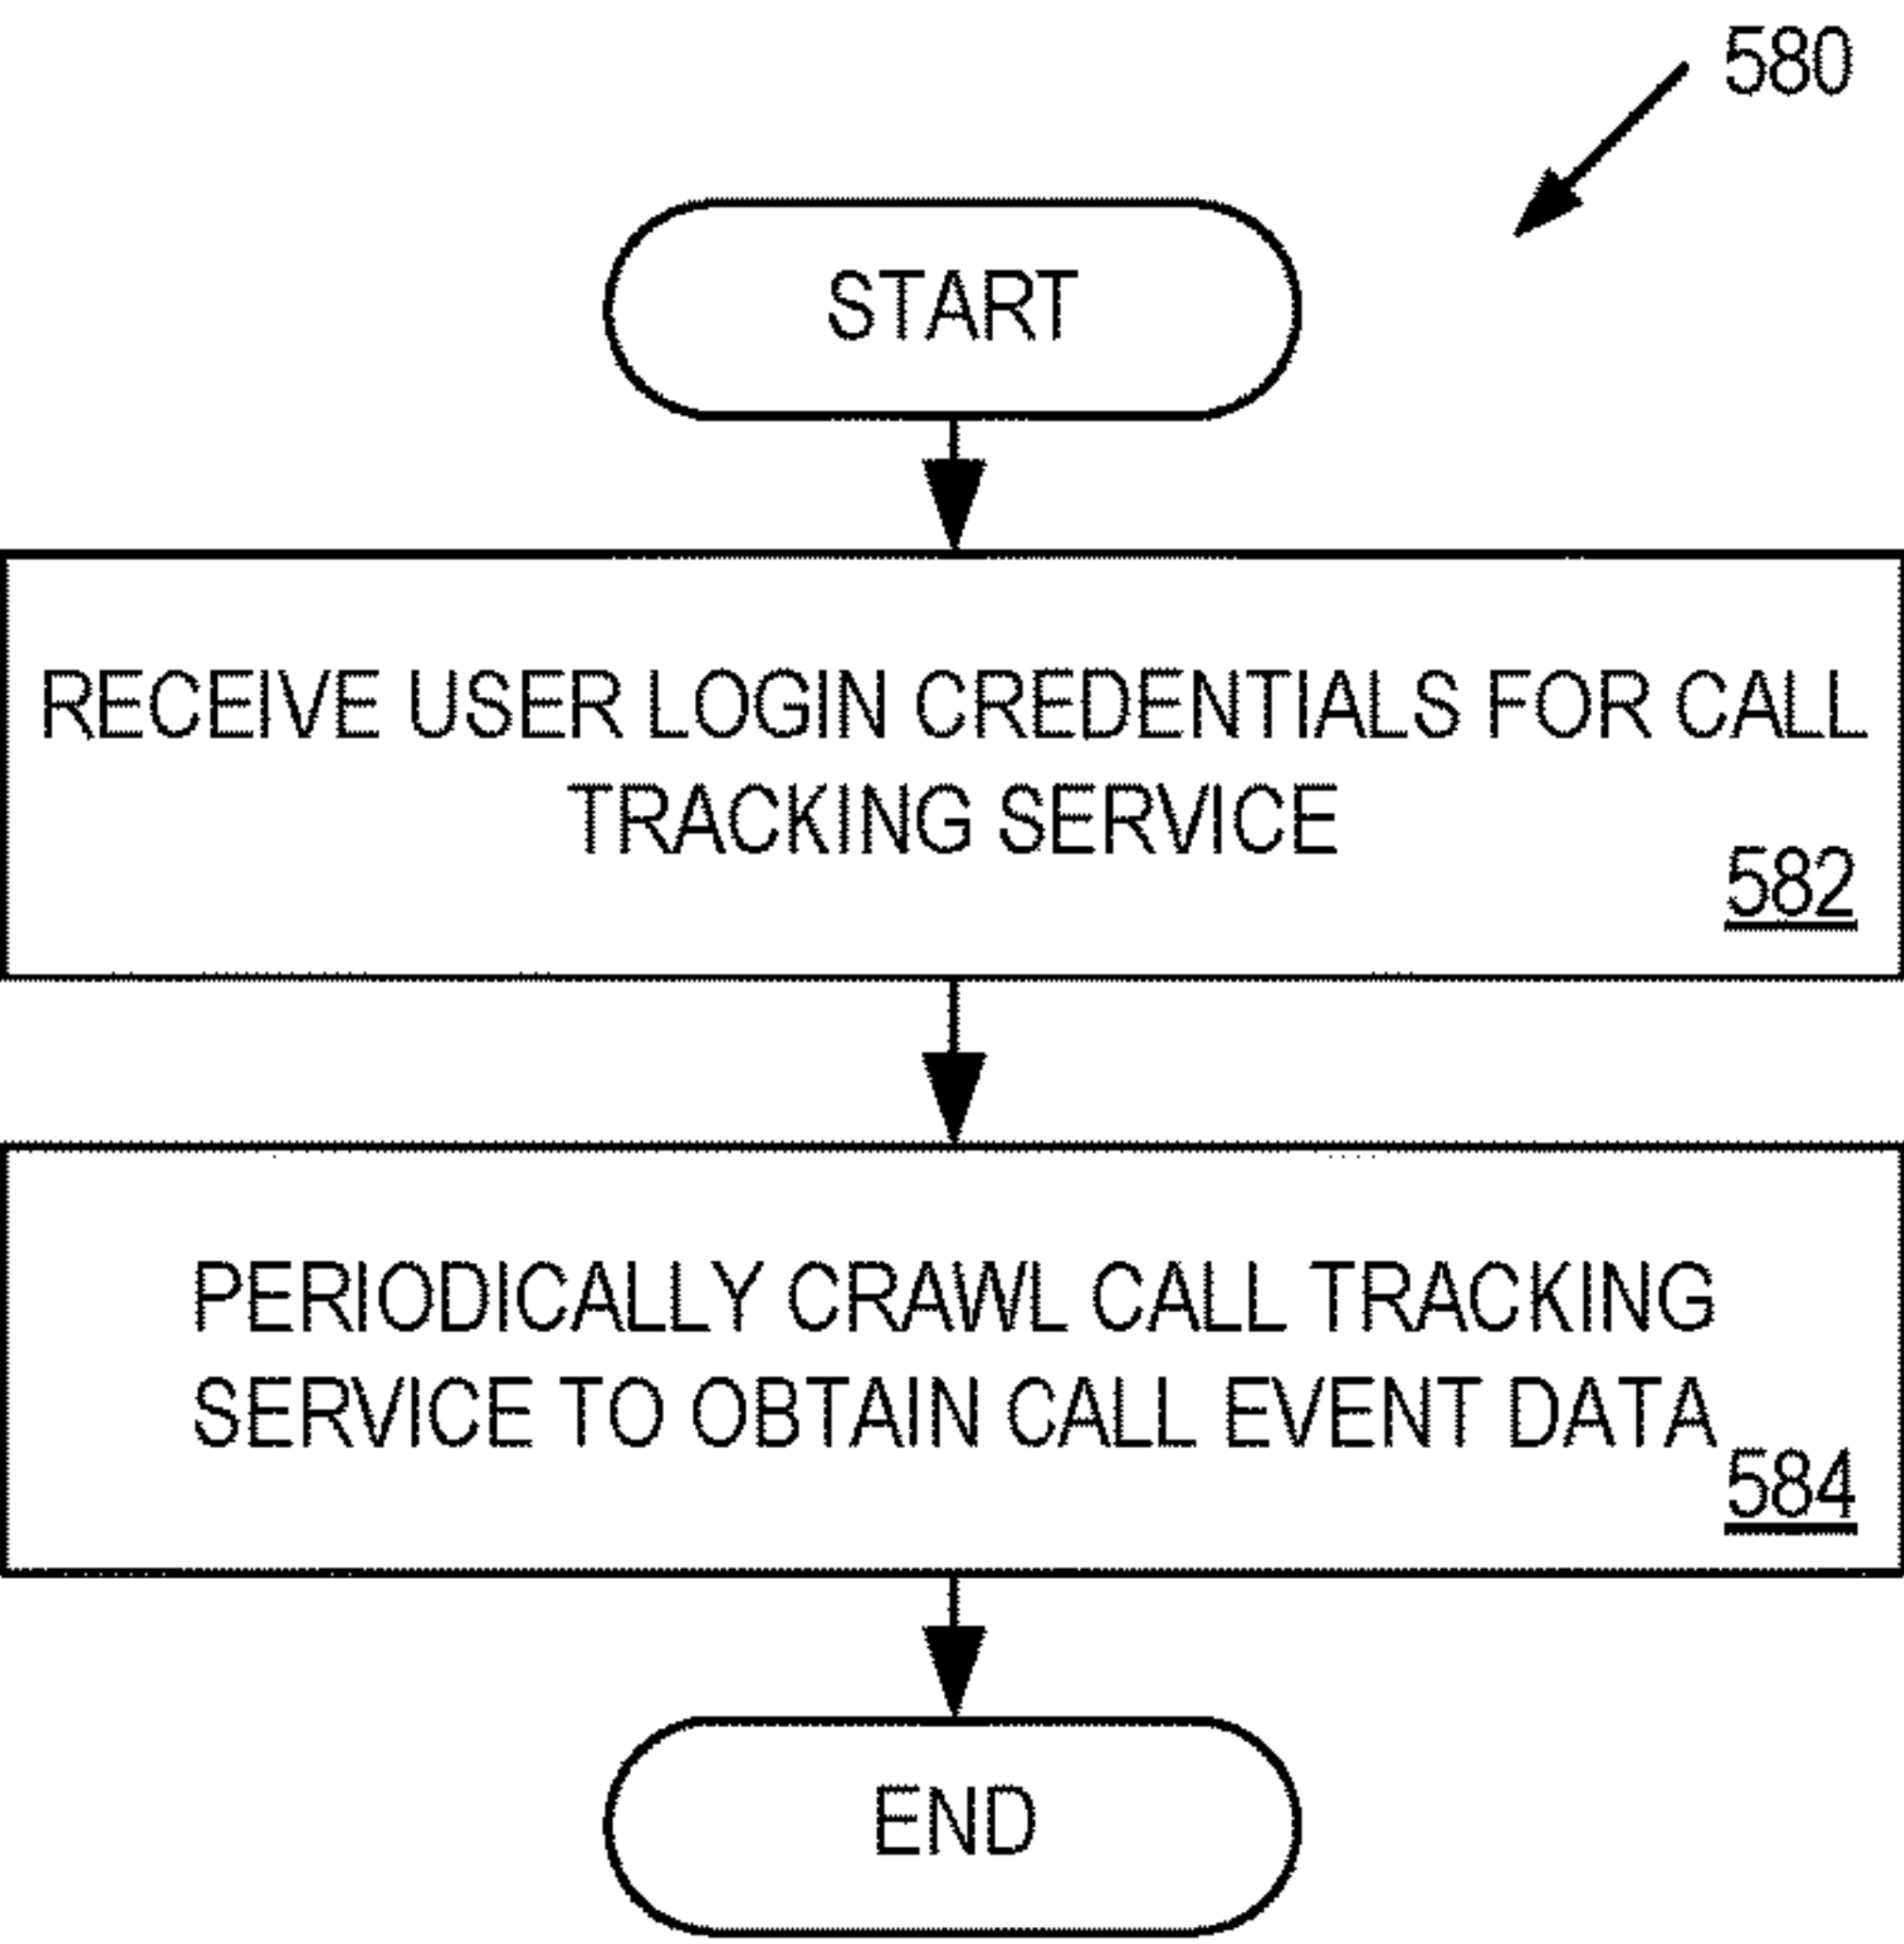 580
START
RECEIVE USER LOGIN CREDENTIALS FOR CALL
TRACKING SERVICE
582
PERIODICALLY CRAWL CALL TRACKING
SERVICE TO OBTAIN CALL EVENT DATA
584
END